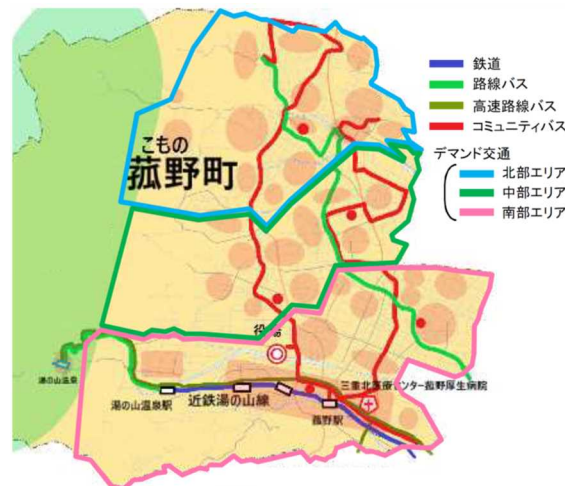 鉄道
路線バス
高速路線バス
コミュニティバス
デマンド交通
北部エリア
中部エリア
南部エリア
こもの
菰野町
役場
湯の山温泉
三重北医療センター菰野厚生病院
湯の山温泉駅
近鉄湯の山線
菰野駅